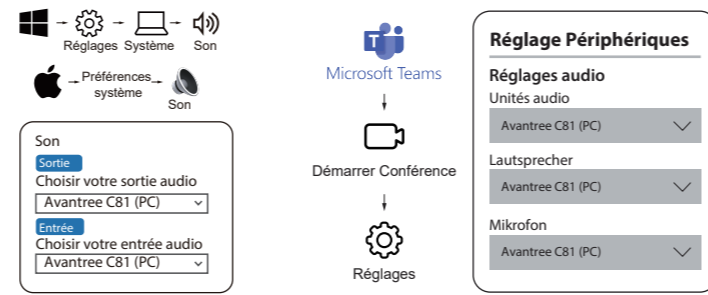 Réglages Système Son
Préférences
système
Son
Son
Sortie
Choisir votre sortie audio
Avantree C81 (PC)
Entrée
Choisir votre entrée audio
Avantree C81 (PC)
T
Microsoft Teams
Démarrer Conférence
Réglages
Réglage Périphériques
Réglages audio
Unités audio
Avantree C81 (PC)
Lautsprecher
Avantree C81 (PC)
Mikrofon
Avantree C81 (PC)